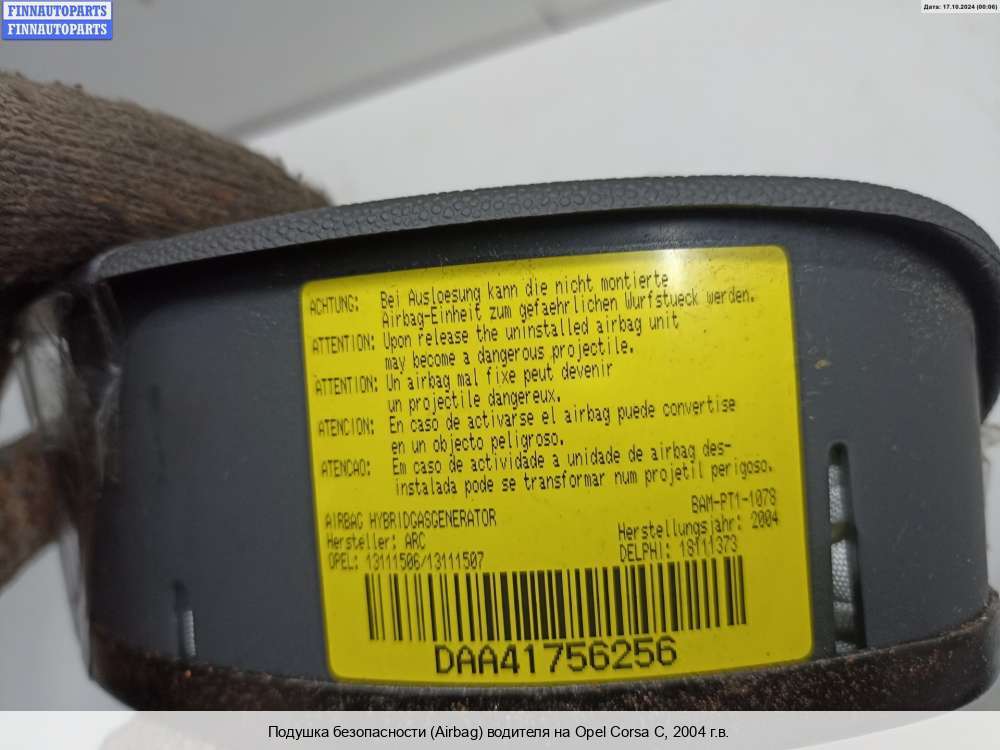 FINNAUTOPARTS
FINNAUTOPARTS
Дата: 17.10.2024 (00:06)
ACHTUNG: Bei Ausloesung kann die nicht montierte
Airbag-Einheit zum gefaehrlichen Wurfstueck werden.
ATTENTION: Upon release the uninstalled airbag unit
may become a dangerous projectile.
ATTENTION: Un airbag mal fixe peut devenir
un projectile dangereux.
ATENCION: En caso de activarse el airbag puede convertise
en un objecto peligroso.
ATENCAO: Em caso de actividade a unidade de airbag des-
instalada pode se transformar num projetil perigoso.
BAM-PT1-1078
AIRBAG HYBRIDGASGENERATOR
Hersteller: ARC Herstellungsjahr: 2004
OPEL: 13111506/13111507 DELPHI: 18111373
DAA41756256
Подушка безопасности (Airbag) водителя на Opel Corsa C, 2004 г.в.